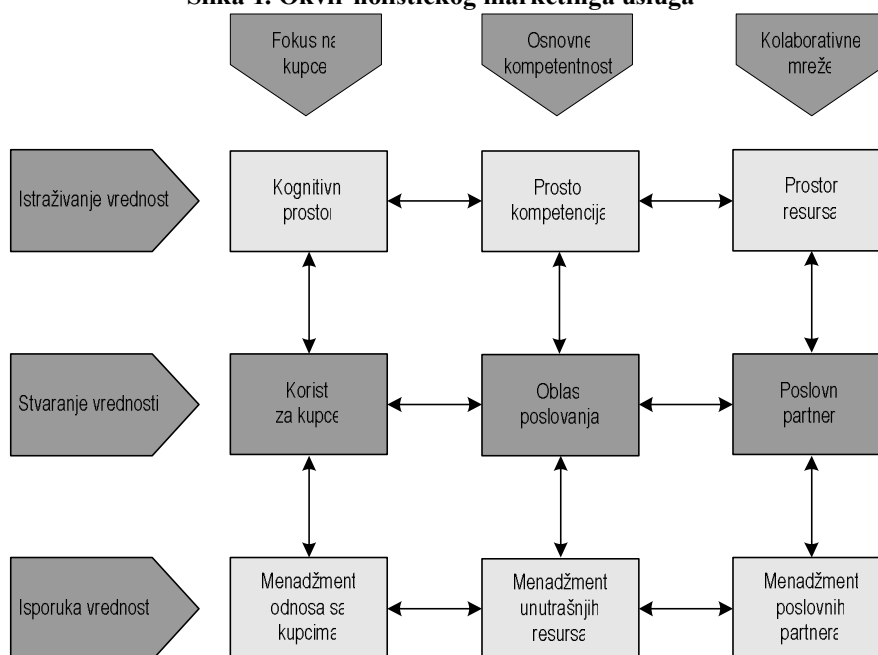 Slika 1. Okvir holističkog marketinga usluga
Fokus na
kupce
Osnovne
kompetentnost
Kolaborativne
mreže
Istraživanje vrednost
Kognitivn
prostor
Prosto
kompetencija
Prostor
resursa
Stvaranje vrednosti
Korist
za kupce
Oblas
poslovanja
Poslovn
partner
Isporuka vrednost
Menadžment
odnosa sa
kupcima
Menadžment
unutrašnjih
resursa
Menadžment
poslovnih
partnera